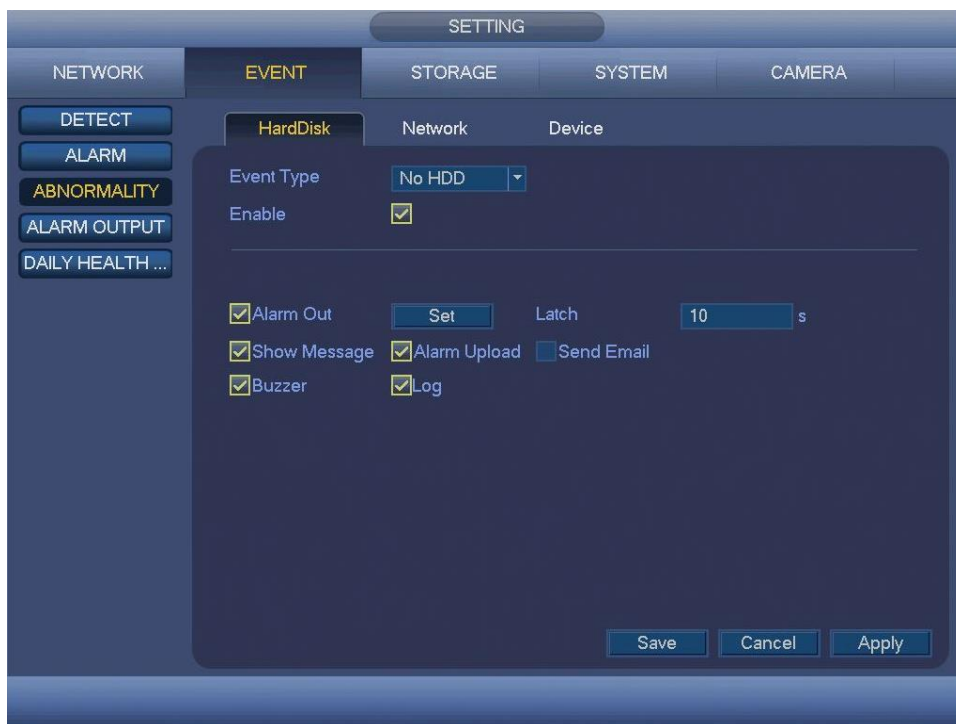 SETTING
NETWORK EVENT STORAGE SYSTEM CAMERA
DETECT
ALARM
ABNORMALITY
ALARM OUTPUT
DAILY HEALTH ...
HardDisk Network Device
Event Type No HDD
Enable
Alarm Out Set Latch 10 s
Show Message Alarm Upload Send Email
Buzzer Log
Save Cancel Apply